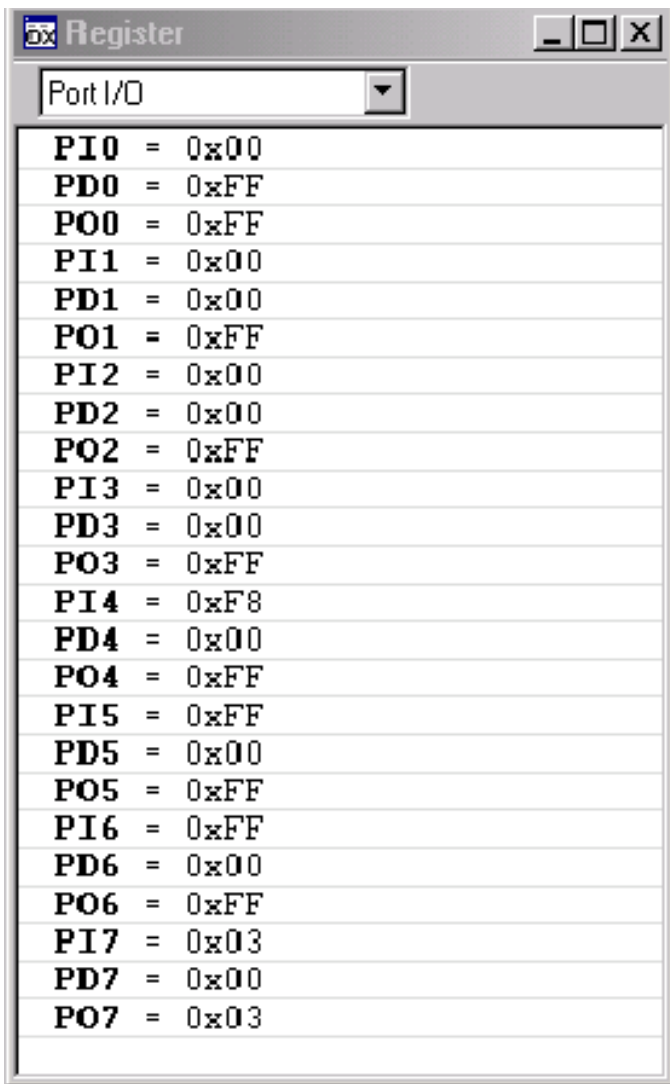 Register
Port I/O
PI0 = 0x00
PD0 = 0xFF
PO0 = 0xFF
PI1 = 0x00
PD1 = 0x00
PO1 = 0xFF
PI2 = 0x00
PD2 = 0x00
PO2 = 0xFF
PI3 = 0x00
PD3 = 0x00
PO3 = 0xFF
PI4 = 0xF8
PD4 = 0x00
PO4 = 0xFF
PI5 = 0xFF
PD5 = 0x00
PO5 = 0xFF
PI6 = 0xFF
PD6 = 0x00
PO6 = 0xFF
PI7 = 0x03
PD7 = 0x00
PO7 = 0x03